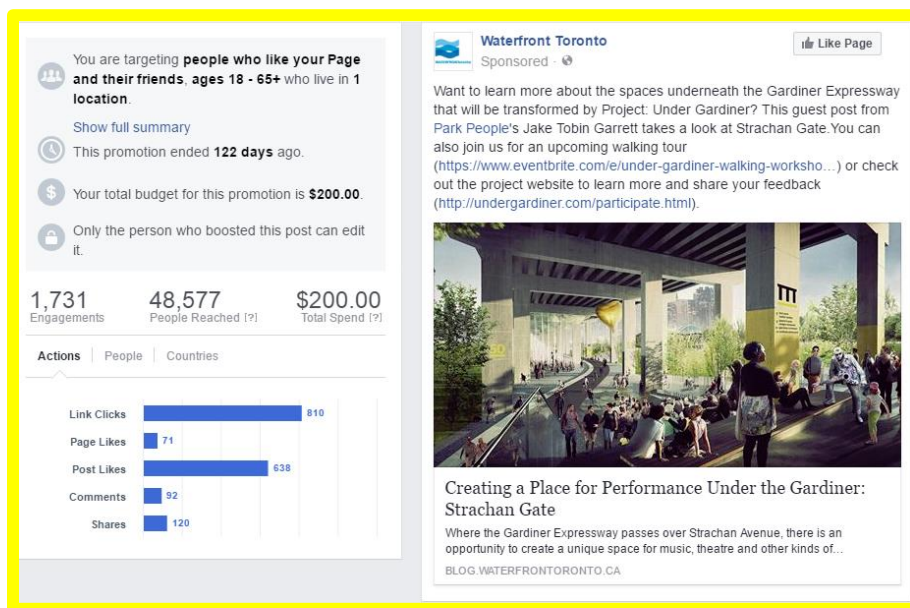 You are targeting people who like your Page
and their friends, ages 18 - 65+ who live in 1
location.
Show full summary
This promotion ended 122 days ago.
Your total budget for this promotion is $200.00.
Only the person who boosted this post can edit
it.
1,731
Engagements
48,577
People Reached [?]
$200.00
Total Spend [?]
Actions
People
Countries
Link Clicks 810
Page Likes 71
Post Likes 638
Comments 92
Shares 120
Waterfront Toronto
Sponsored ·
Like Page
Want to learn more about the spaces underneath the Gardiner Expressway
that will be transformed by Project: Under Gardiner? This guest post from
Park People's Jake Tobin Garrett takes a look at Strachan Gate.You can
also join us for an upcoming walking tour
(https://www.eventbrite.com/e/under-gardiner-walking-worksho...) or check
out the project website to learn more and share your feedback
(http://undergardiner.com/participate.html).
Creating a Place for Performance Under the Gardiner:
Strachan Gate
Where the Gardiner Expressway passes over Strachan Avenue, there is an
opportunity to create a unique space for music, theatre and other kinds of...
BLOG.WATERFRONTORONTO.CA